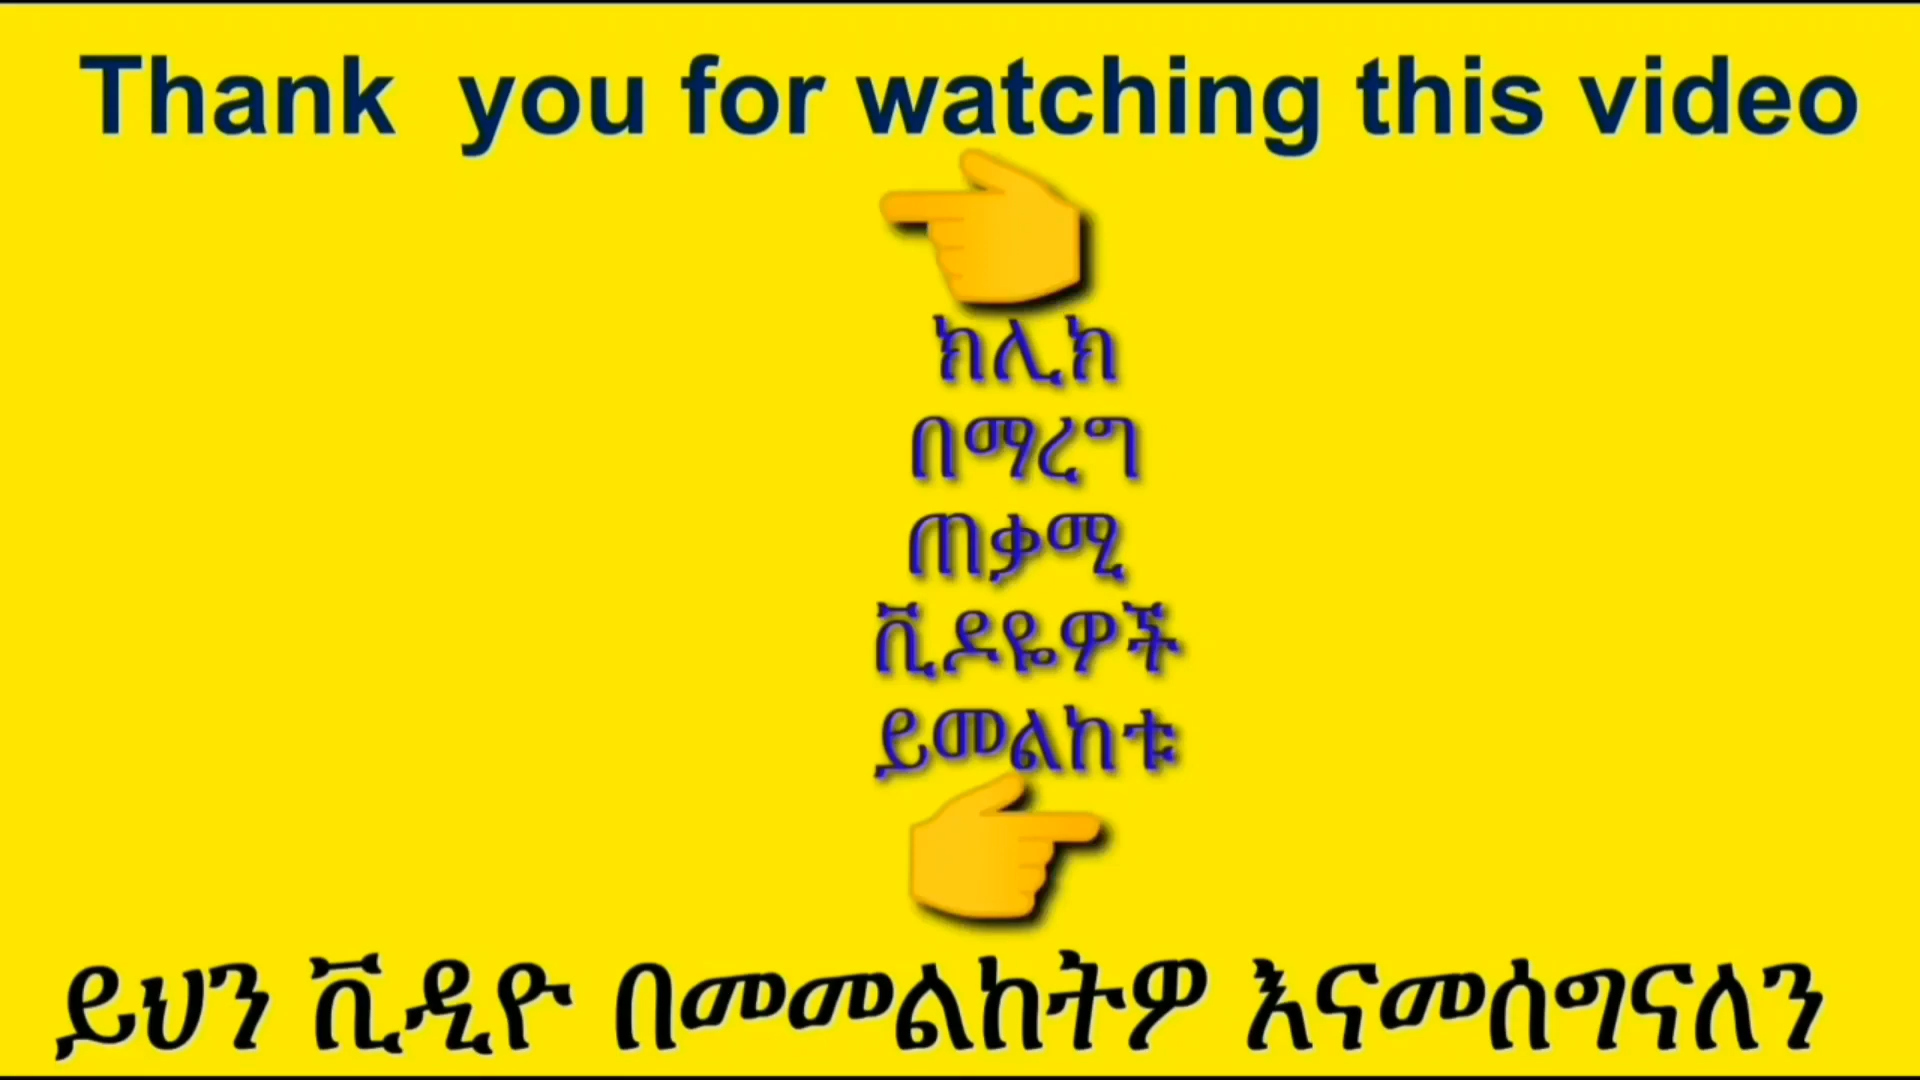 Thank you for watching this video
ክሊክ
በማረግ
ጠቃሚ
ቪዶዬዎች
ይመልከቱ
ይህን ቪዲዮ በመመልከትዎ እናመሰግናለን